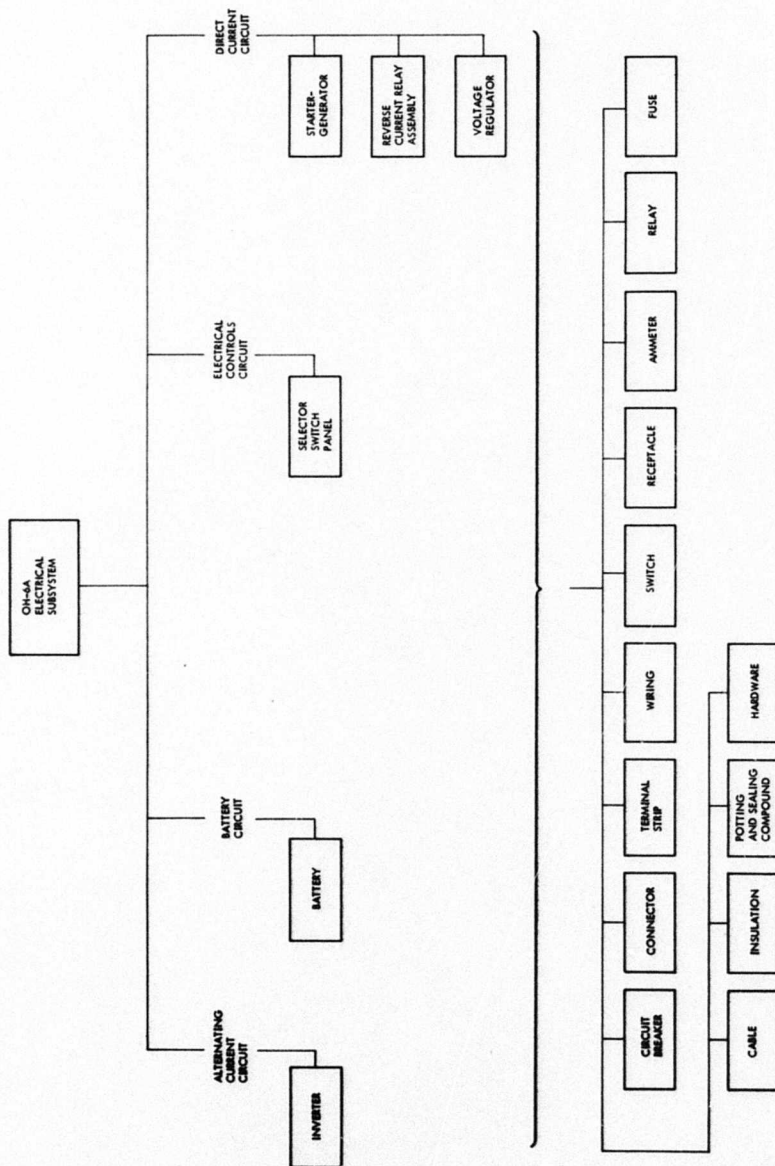 OH-6A
ELECTRICAL
SUBSYSTEM
ALTERNATING
CURRENT
CIRCUIT
INVERTER
BATTERY
CIRCUIT
BATTERY
ELECTRICAL
CONTROLS
CIRCUIT
SELECTOR
SWITCH
PANEL
DIRECT
CURRENT
CIRCUIT
STARTER-
GENERATOR
REVERSE
CURRENT RELAY
ASSEMBLY
VOLTAGE
REGULATOR
CIRCUIT
BREAKER
CONNECTOR
TERMINAL
STRIP
WIRING
SWITCH
RECEPTACLE
AMMETER
RELAY
FUSE
CABLE
INSULATION
POTTING
AND SEALING
COMPOUND
HARDWARE